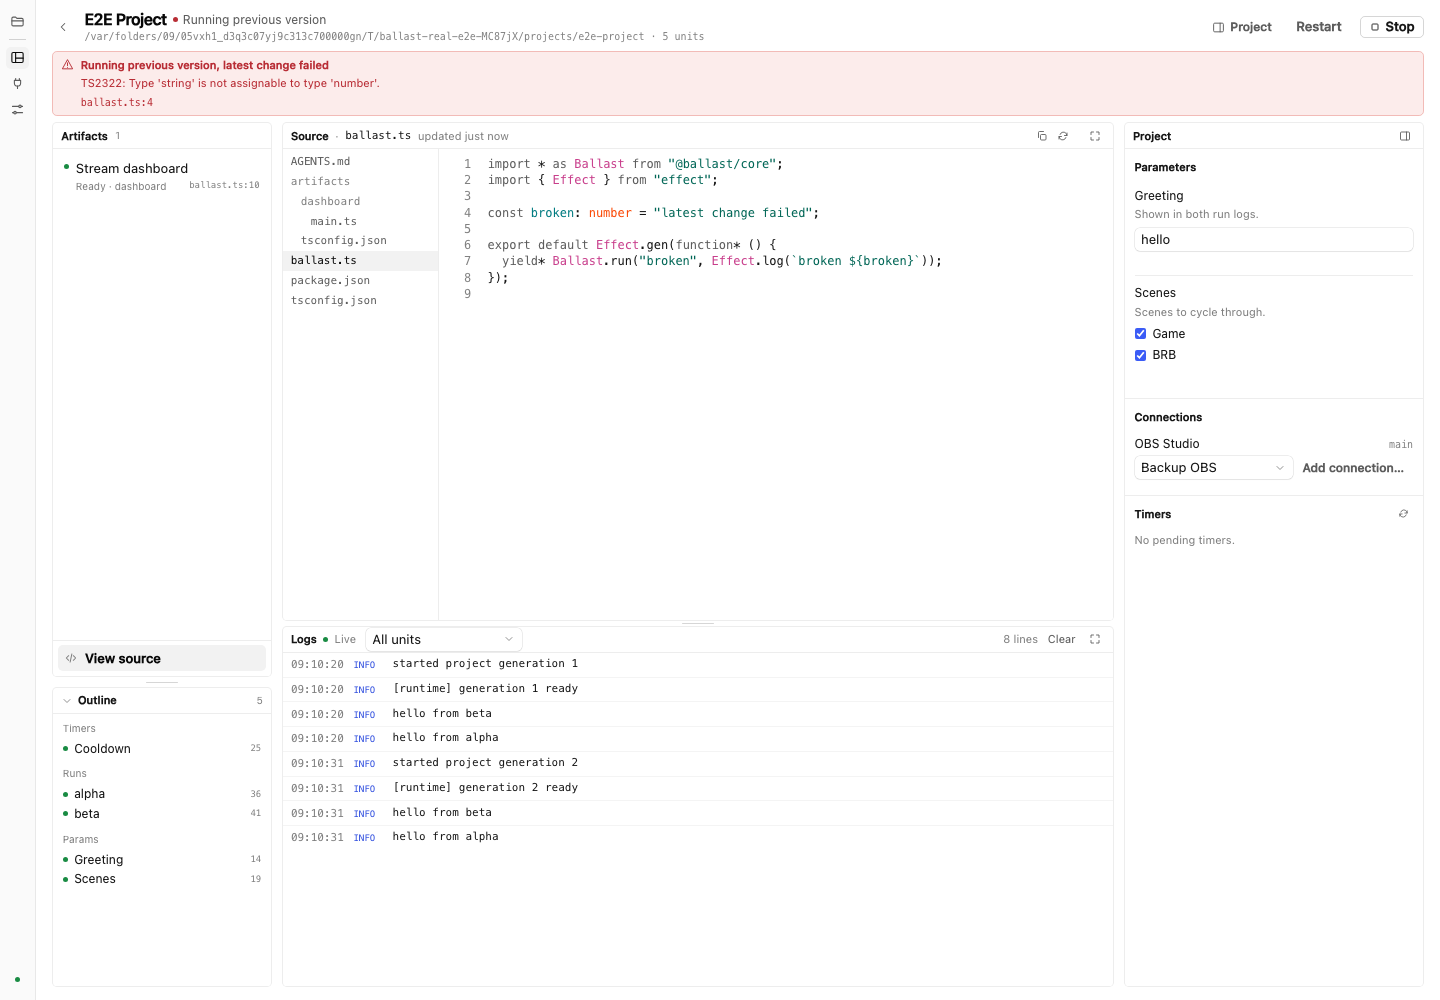 E2E Project Running previous version
/var/folders/09/05vxh1_d3q3c07yj9c313c700000gn/T/ballast-real-e2e-MC87jX/projects/e2e-project · 5 units
Project Restart Stop
Running previous version, latest change failed
TS2322: Type 'string' is not assignable to type 'number'.
ballast.ts:4
Artifacts 1
Stream dashboard
Ready · dashboard ballast.ts:10
</> View source
Outline 5
Timers
Cooldown 25
Runs
alpha 36
beta 41
Params
Greeting 14
Scenes 19
Source · ballast.ts updated just now
AGENTS.md
artifacts
dashboard
main.ts
tsconfig.json
ballast.ts
package.json
tsconfig.json
1 import * as Ballast from "@ballast/core";
2 import { Effect } from "effect";
3
4 const broken: number = "latest change failed";
5
6 export default Effect.gen(function* () {
7 yield* Ballast.run("broken", Effect.log(`broken ${broken}`));
8 });
9
Logs Live All units 8 lines Clear
09:10:20 INFO started project generation 1
09:10:20 INFO [runtime] generation 1 ready
09:10:20 INFO hello from beta
09:10:20 INFO hello from alpha
09:10:31 INFO started project generation 2
09:10:31 INFO [runtime] generation 2 ready
09:10:31 INFO hello from beta
09:10:31 INFO hello from alpha
Project
Parameters
Greeting
Shown in both run logs.
hello
Scenes
Scenes to cycle through.
Game
BRB
Connections
OBS Studio main
Backup OBS Add connection...
Timers
No pending timers.